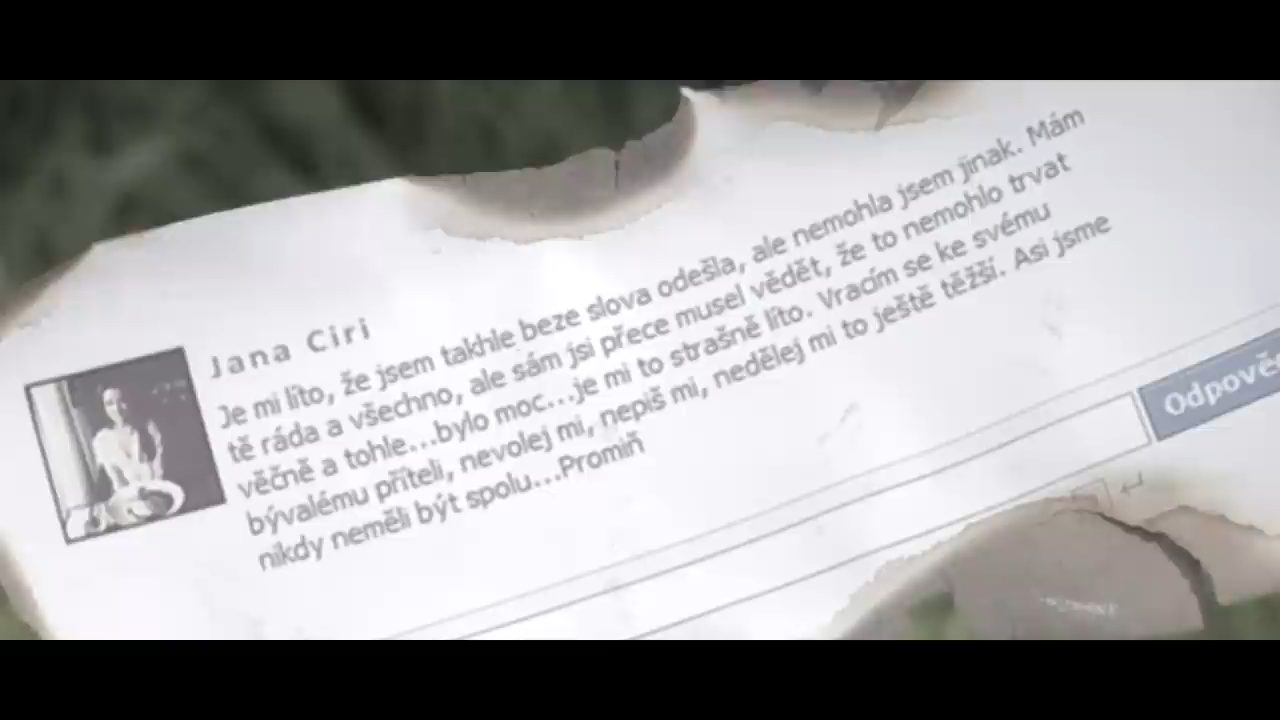 Jana Ciri
Je mi líto, že jsem takhle beze slova odešla, ale nemohla jsem jinak. Mám
tě ráda a všechno, ale sám jsi přece musel vědět, že to nemohlo trvat
věčně a tohle...bylo moc...je mi to strašně líto. Vracím se ke svému
bývalému příteli, nevolej mi, nepiš mi, nedělej mi to ještě těžší. Asi jsme
nikdy neměli být spolu...Promiň